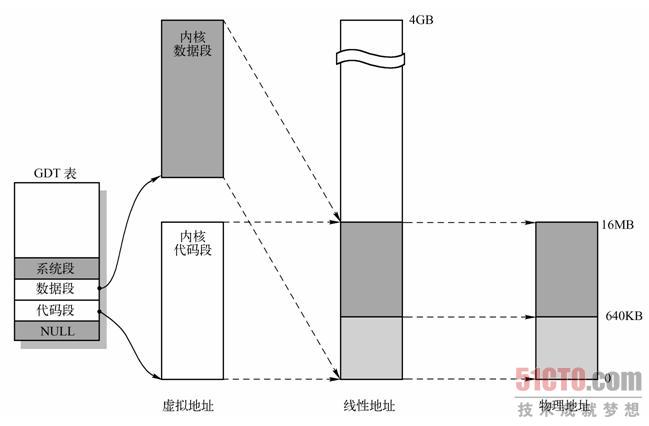 内核
数据段
4GB
GDT 表
内核
代码段
16MB
系统段
数据段
代码段
NULL
640KB
0
虚拟地址
线性地址
物理地址
51CTO.com
技术成就梦想